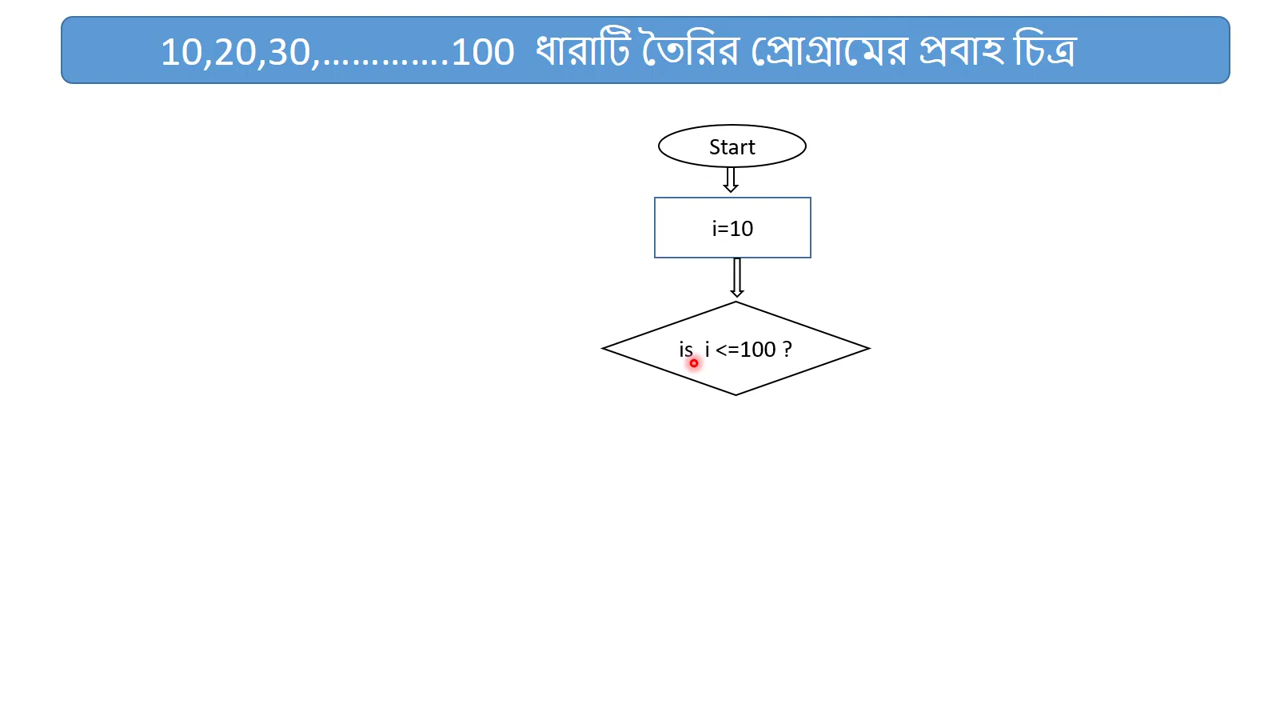 10,20,30,………….100 ধারাটি তৈরির প্রোগ্রামের প্রবাহ চিত্র
Start
i=10
is i <=100 ?